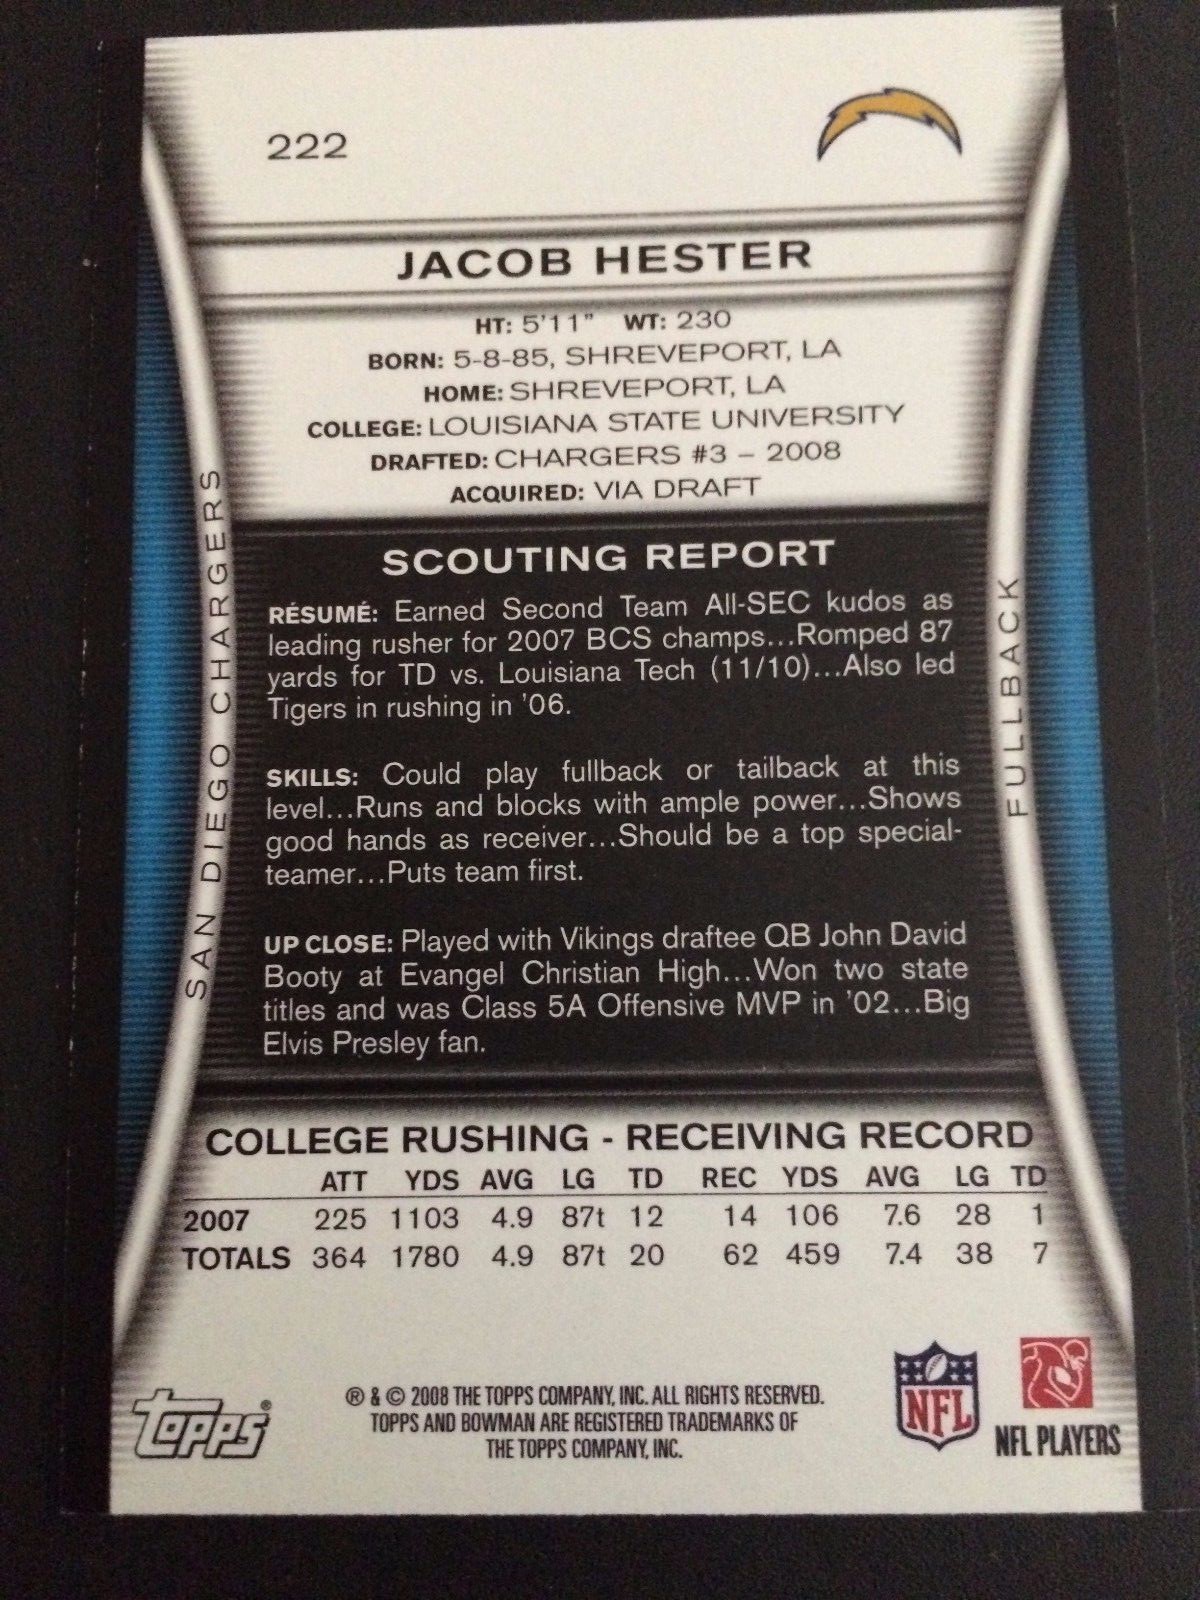 222
JACOB HESTER
HT: 5'11" WT: 230
BORN: 5-8-85, SHREVEPORT, LA
HOME: SHREVEPORT, LA
COLLEGE: LOUISIANA STATE UNIVERSITY
DRAFTED: CHARGERS #3 – 2008
ACQUIRED: VIA DRAFT
SAN DIEGO CHARGERS
FULLBACK
SCOUTING REPORT
RÉSUMÉ: Earned Second Team All-SEC kudos as
leading rusher for 2007 BCS champs...Romped 87
yards for TD vs. Louisiana Tech (11/10)...Also led
Tigers in rushing in '06.
SKILLS: Could play fullback or tailback at this
level...Runs and blocks with ample power...Shows
good hands as receiver...Should be a top special-
teamer...Puts team first.
UP CLOSE: Played with Vikings draftee QB John David
Booty at Evangel Christian High...Won two state
titles and was Class 5A Offensive MVP in '02...Big
Elvis Presley fan.
COLLEGE RUSHING - RECEIVING RECORD
ATT YDS AVG LG TD REC YDS AVG LG TD
2007 225 1103 4.9 87t 12 14 106 7.6 28 1
TOTALS 364 1780 4.9 87t 20 62 459 7.4 38 7
Topps®
® & © 2008 THE TOPPS COMPANY, INC. ALL RIGHTS RESERVED.
TOPPS AND BOWMAN ARE REGISTERED TRADEMARKS OF
THE TOPPS COMPANY, INC.
NFL
NFL PLAYERS